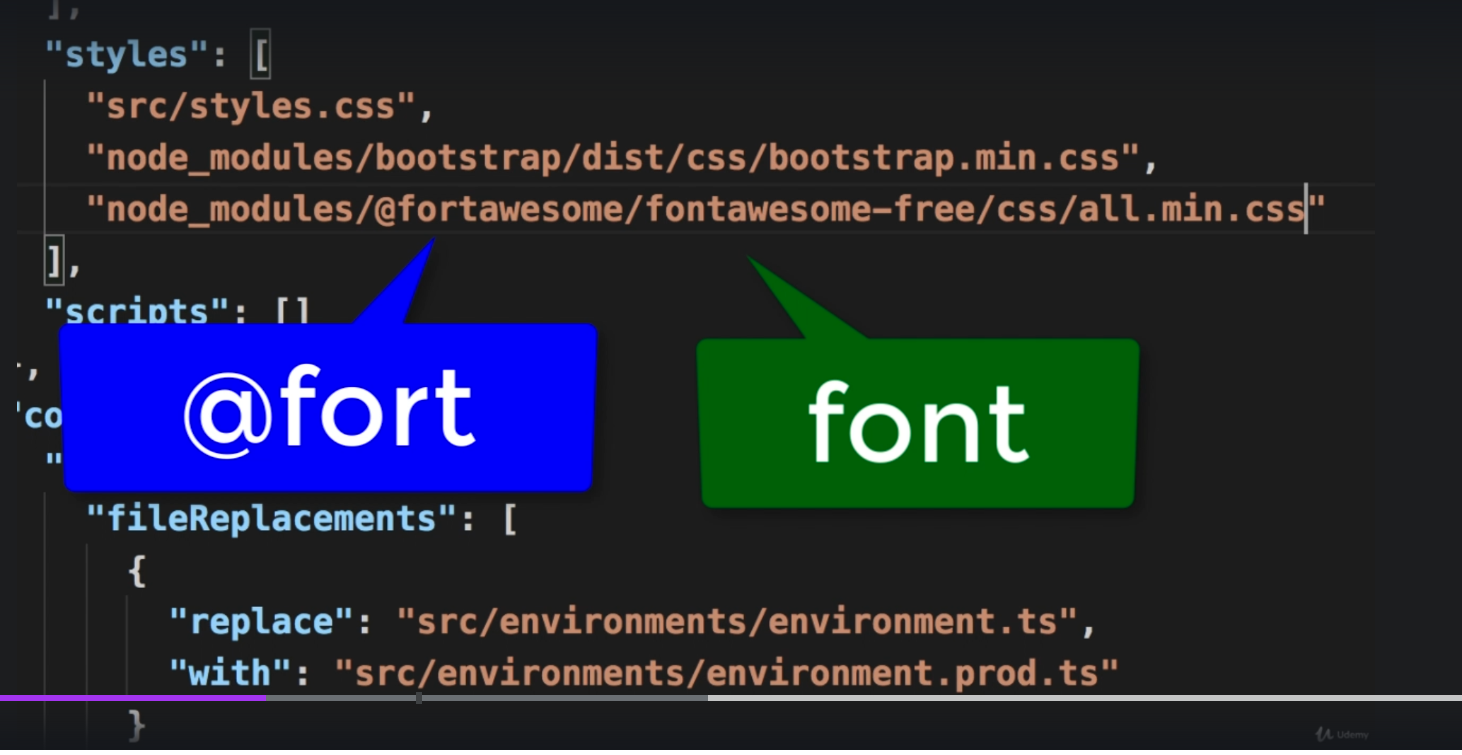 ],
"styles": [
"src/styles.css",
"node_modules/bootstrap/dist/css/bootstrap.min.css",
"node_modules/@fortawesome/fontawesome-free/css/all.min.css"
],
"scripts": []
},
@fort
font
"co
"
"fileReplacements": [
{
"replace": "src/environments/environment.ts",
"with": "src/environments/environment.prod.ts"
}
Udemy